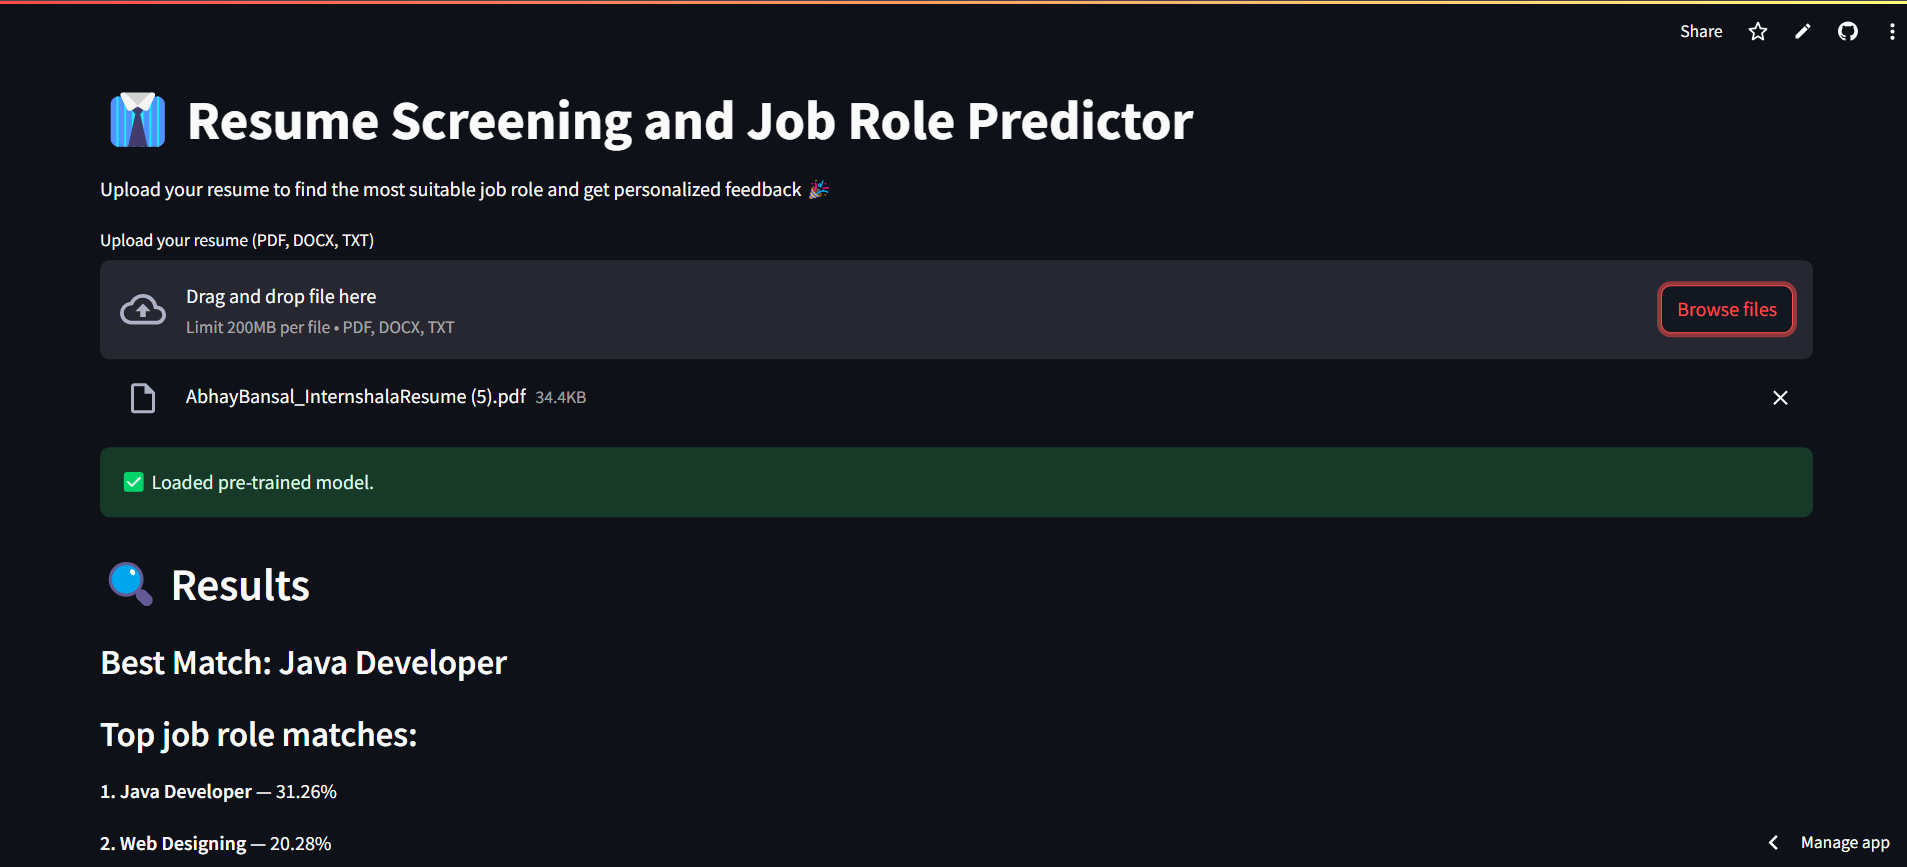 Share
Resume Screening and Job Role Predictor
Upload your resume to find the most suitable job role and get personalized feedback 🎉
Upload your resume (PDF, DOCX, TXT)
Drag and drop file here
Limit 200MB per file • PDF, DOCX, TXT
Browse files
AbhayBansal_InternshalaResume (5).pdf 34.4KB
✅ Loaded pre-trained model.
Results
Best Match: Java Developer
Top job role matches:
1. Java Developer — 31.26%
2. Web Designing — 20.28%
Manage app